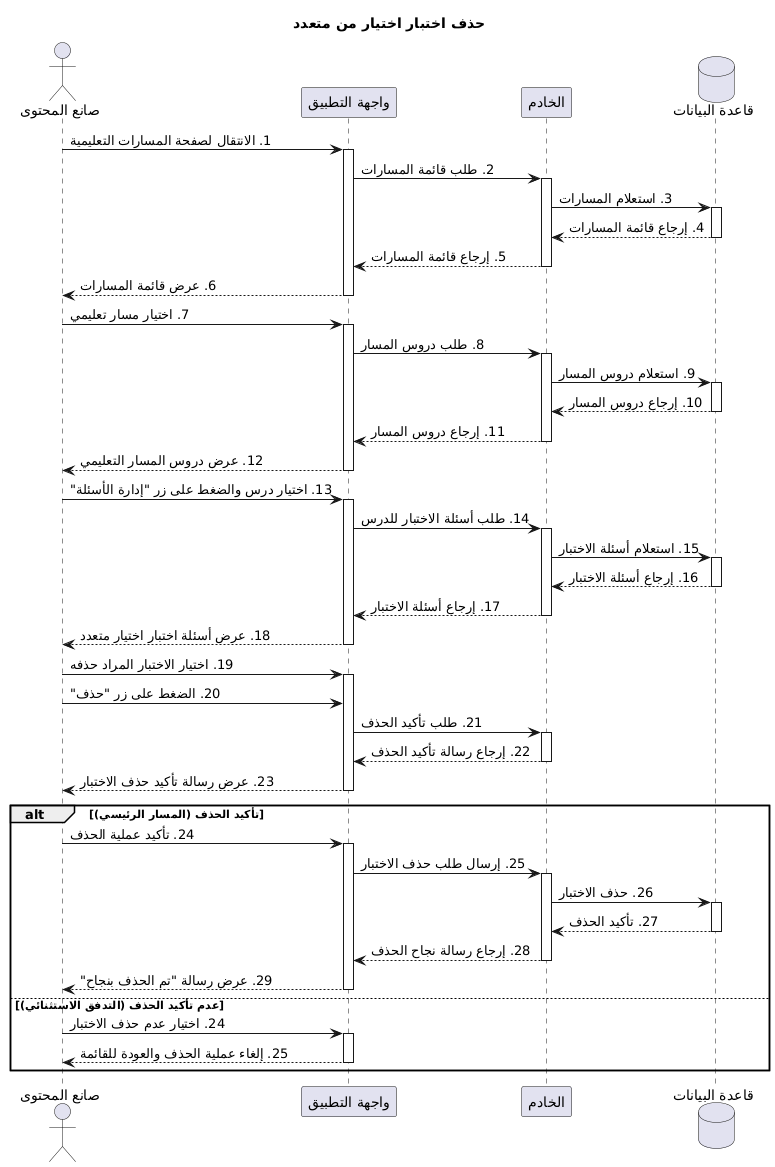 حذف اختبار اختيار من متعدد
صانع المحتوى
واجهة التطبيق
الخادم
قاعدة البيانات
1. الانتقال لصفحة المسارات التعليمية
2. طلب قائمة المسارات
3. استعلام المسارات
4. إرجاع قائمة المسارات
5. إرجاع قائمة المسارات
6. عرض قائمة المسارات
7. اختيار مسار تعليمي
8. طلب دروس المسار
9. استعلام دروس المسار
10. إرجاع دروس المسار
11. إرجاع دروس المسار
12. عرض دروس المسار التعليمي
13. اختيار درس والضغط على زر "إدارة الأسئلة"
14. طلب أسئلة الاختبار للدرس
15. استعلام أسئلة الاختبار
16. إرجاع أسئلة الاختبار
17. إرجاع أسئلة الاختبار
18. عرض أسئلة اختبار اختيار متعدد
19. اختيار الاختبار المراد حذفه
20. الضغط على زر "حذف"
21. طلب تأكيد الحذف
22. إرجاع رسالة تأكيد الحذف
23. عرض رسالة تأكيد حذف الاختبار
alt
[تأكيد الحذف (المسار الرئيسي)]
24. تأكيد عملية الحذف
25. إرسال طلب حذف الاختبار
26. حذف الاختبار
27. تأكيد الحذف
28. إرجاع رسالة نجاح الحذف
29. عرض رسالة "تم الحذف بنجاح"
[عدم تأكيد الحذف (التدفق الاستثنائي)]
24. اختيار عدم حذف الاختبار
25. إلغاء عملية الحذف والعودة للقائمة
صانع المحتوى
واجهة التطبيق
الخادم
قاعدة البيانات